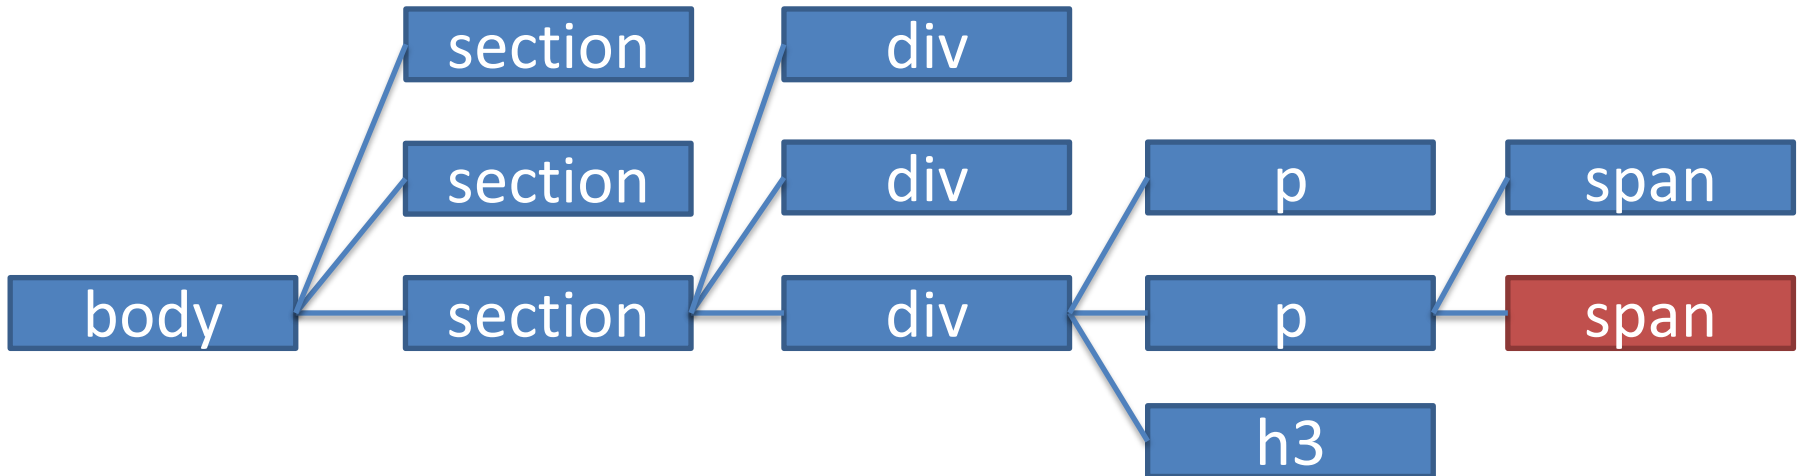 section
div
section
div
p
span
body
section
div
p
span
h3